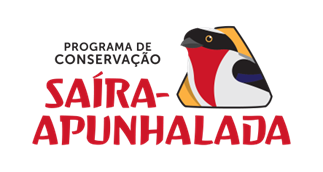 PROGRAMA DE
CONSERVAÇÃO
SAÍRA-
APUNHALADA